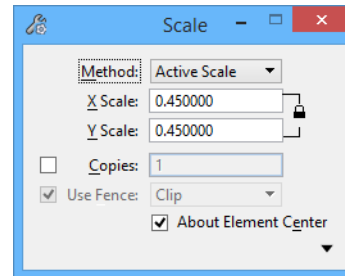 Scale
Method: Active Scale
X Scale: 0.450000
Y Scale: 0.450000
Copies: 1
Use Fence: Clip
About Element Center